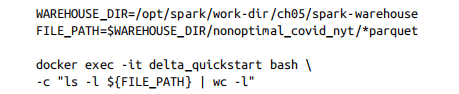 WAREHOUSE_DIR=/opt/spark/work-dir/ch05/spark-warehouse
FILE_PATH=$WAREHOUSE_DIR/nonoptimal_covid_nyt/*parquet
docker exec -it delta_quickstart bash \
-c "ls -l ${FILE_PATH} | wc -l"